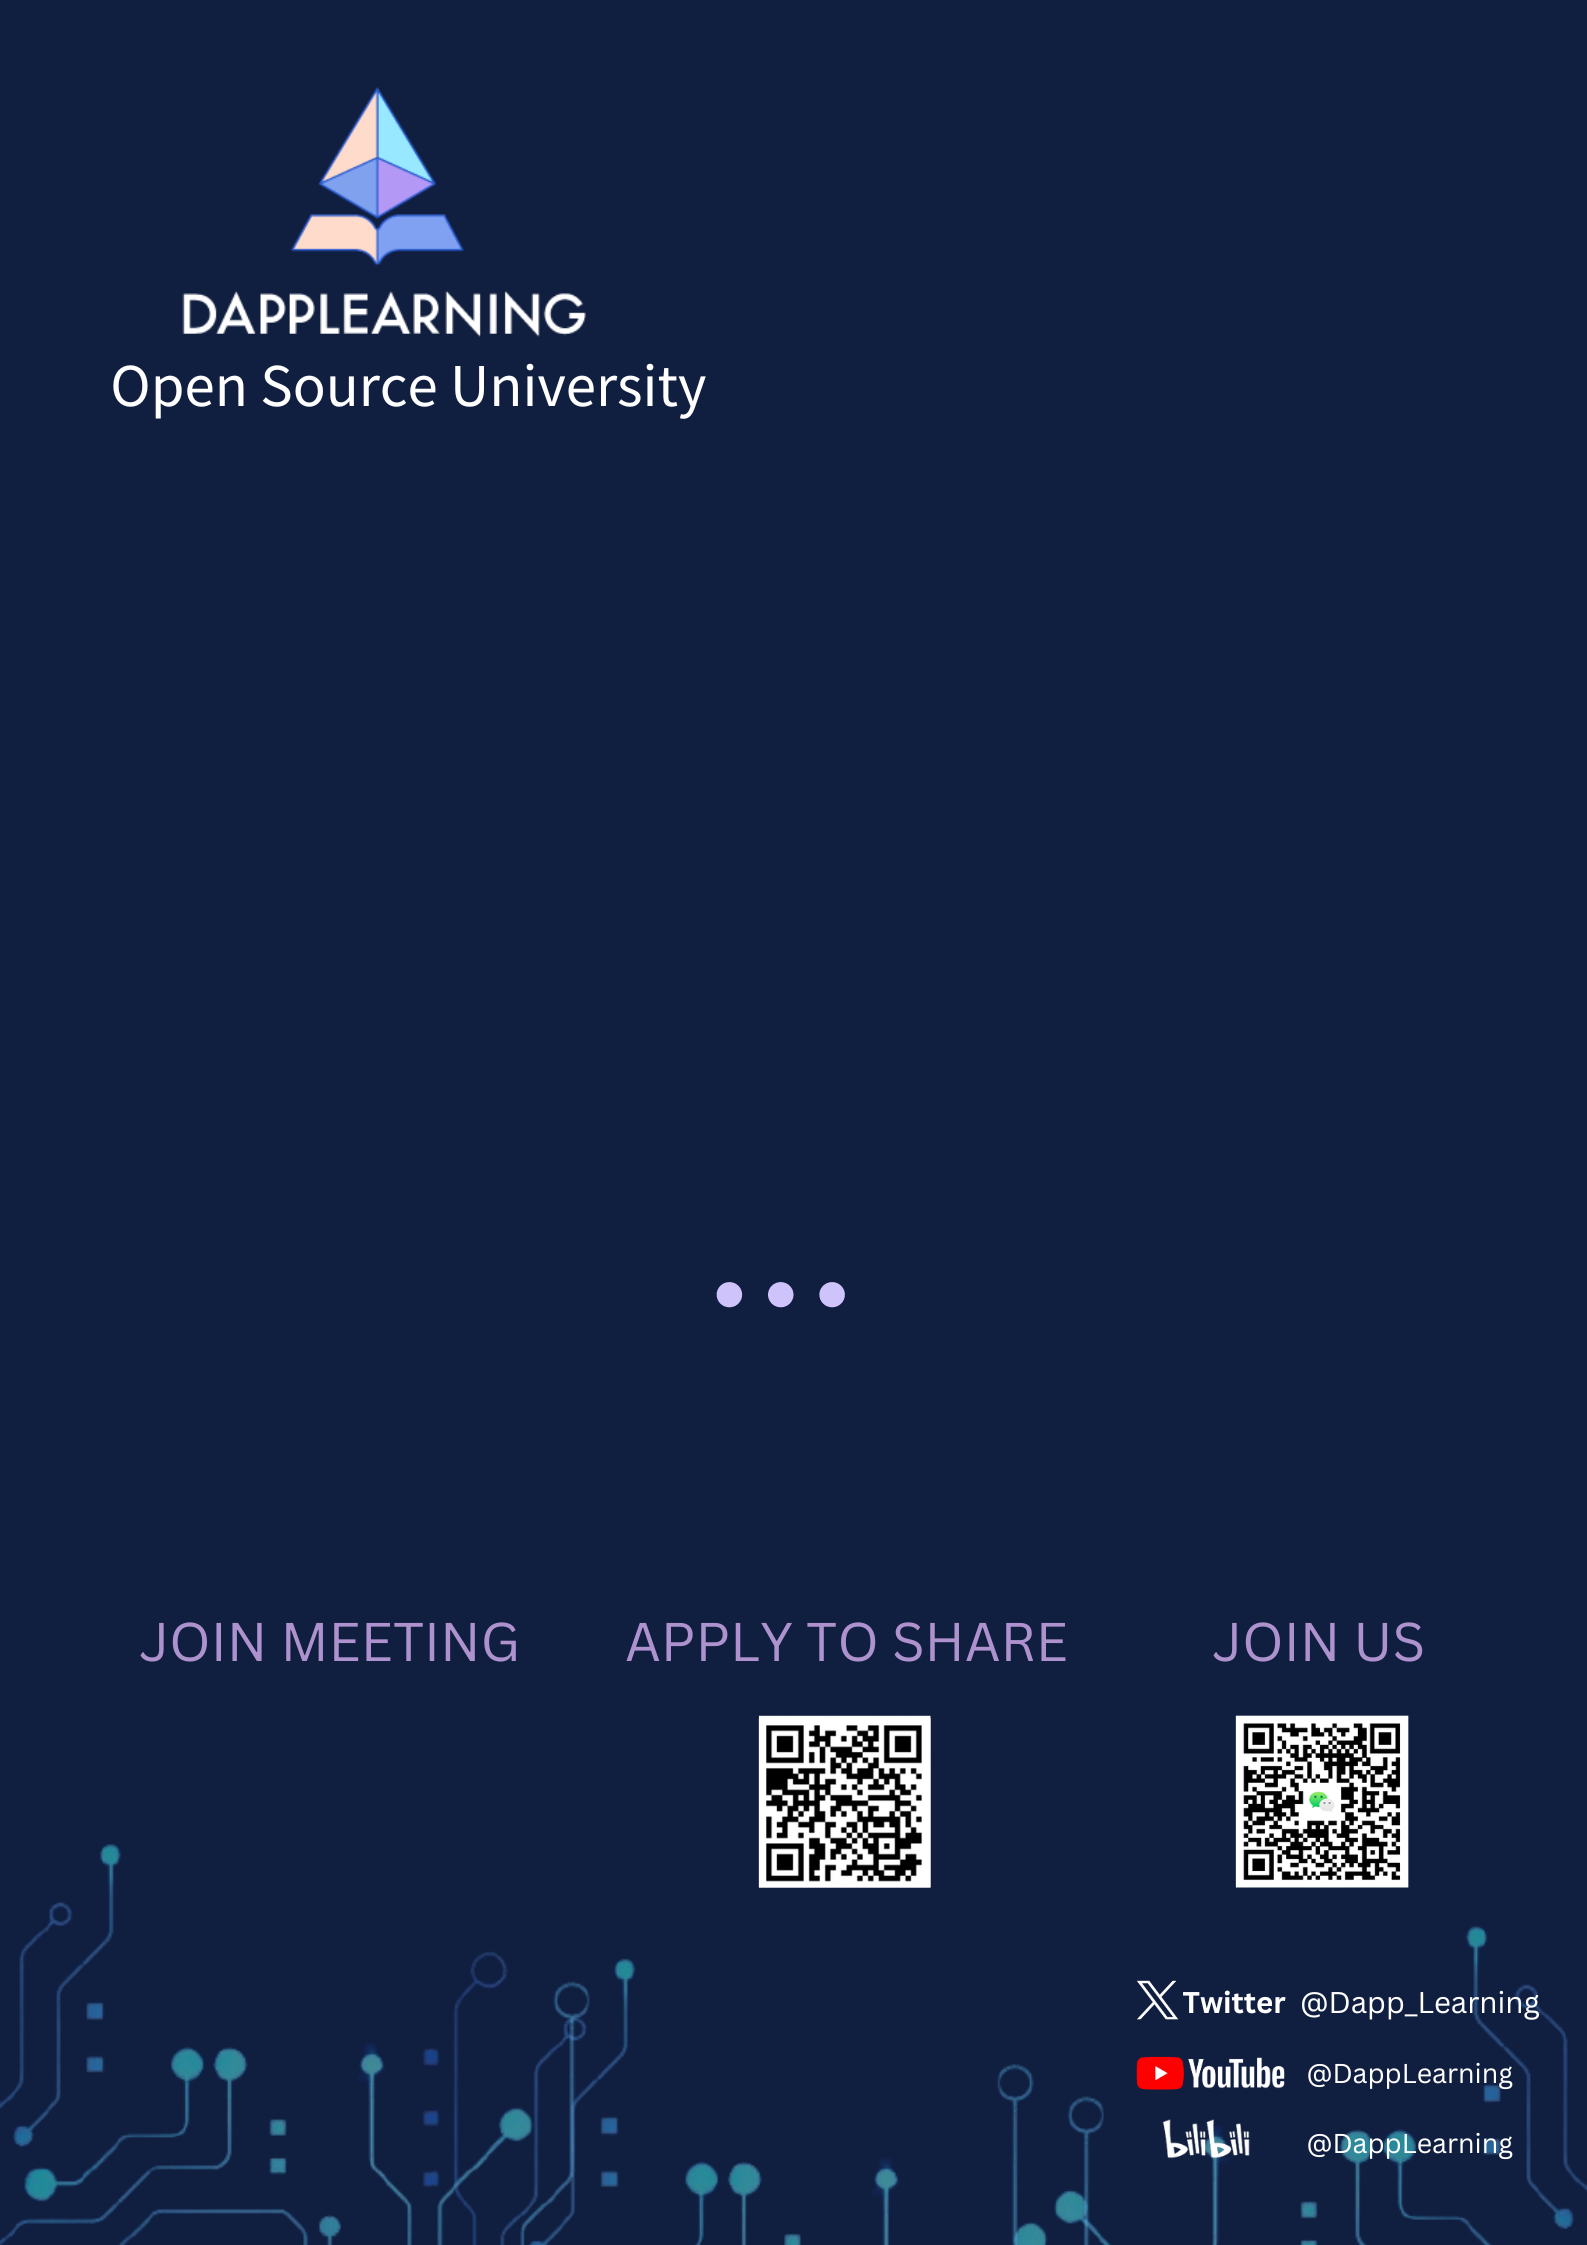 DAPPLEARNING
Open Source University
JOIN MEETING
APPLY TO SHARE
JOIN US
Twitter @Dapp_Learning
YouTube @DappLearning
bilibili @DappLearning